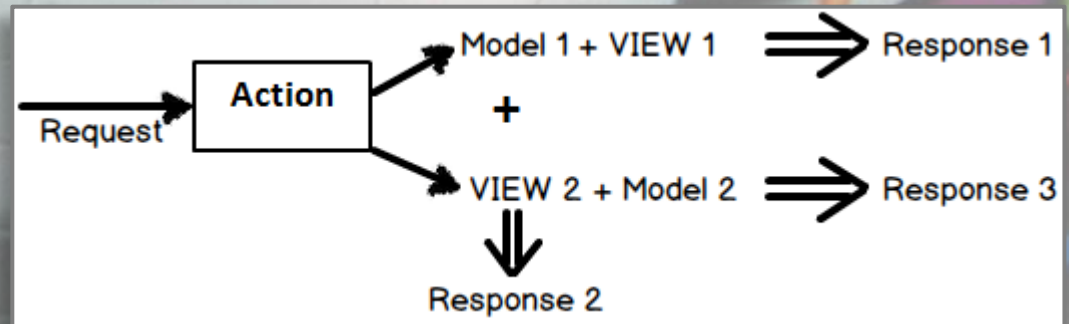 Model 1 + VIEW 1
Response 1
Action
+
Request
VIEW 2 + Model 2
Response 3
Response 2